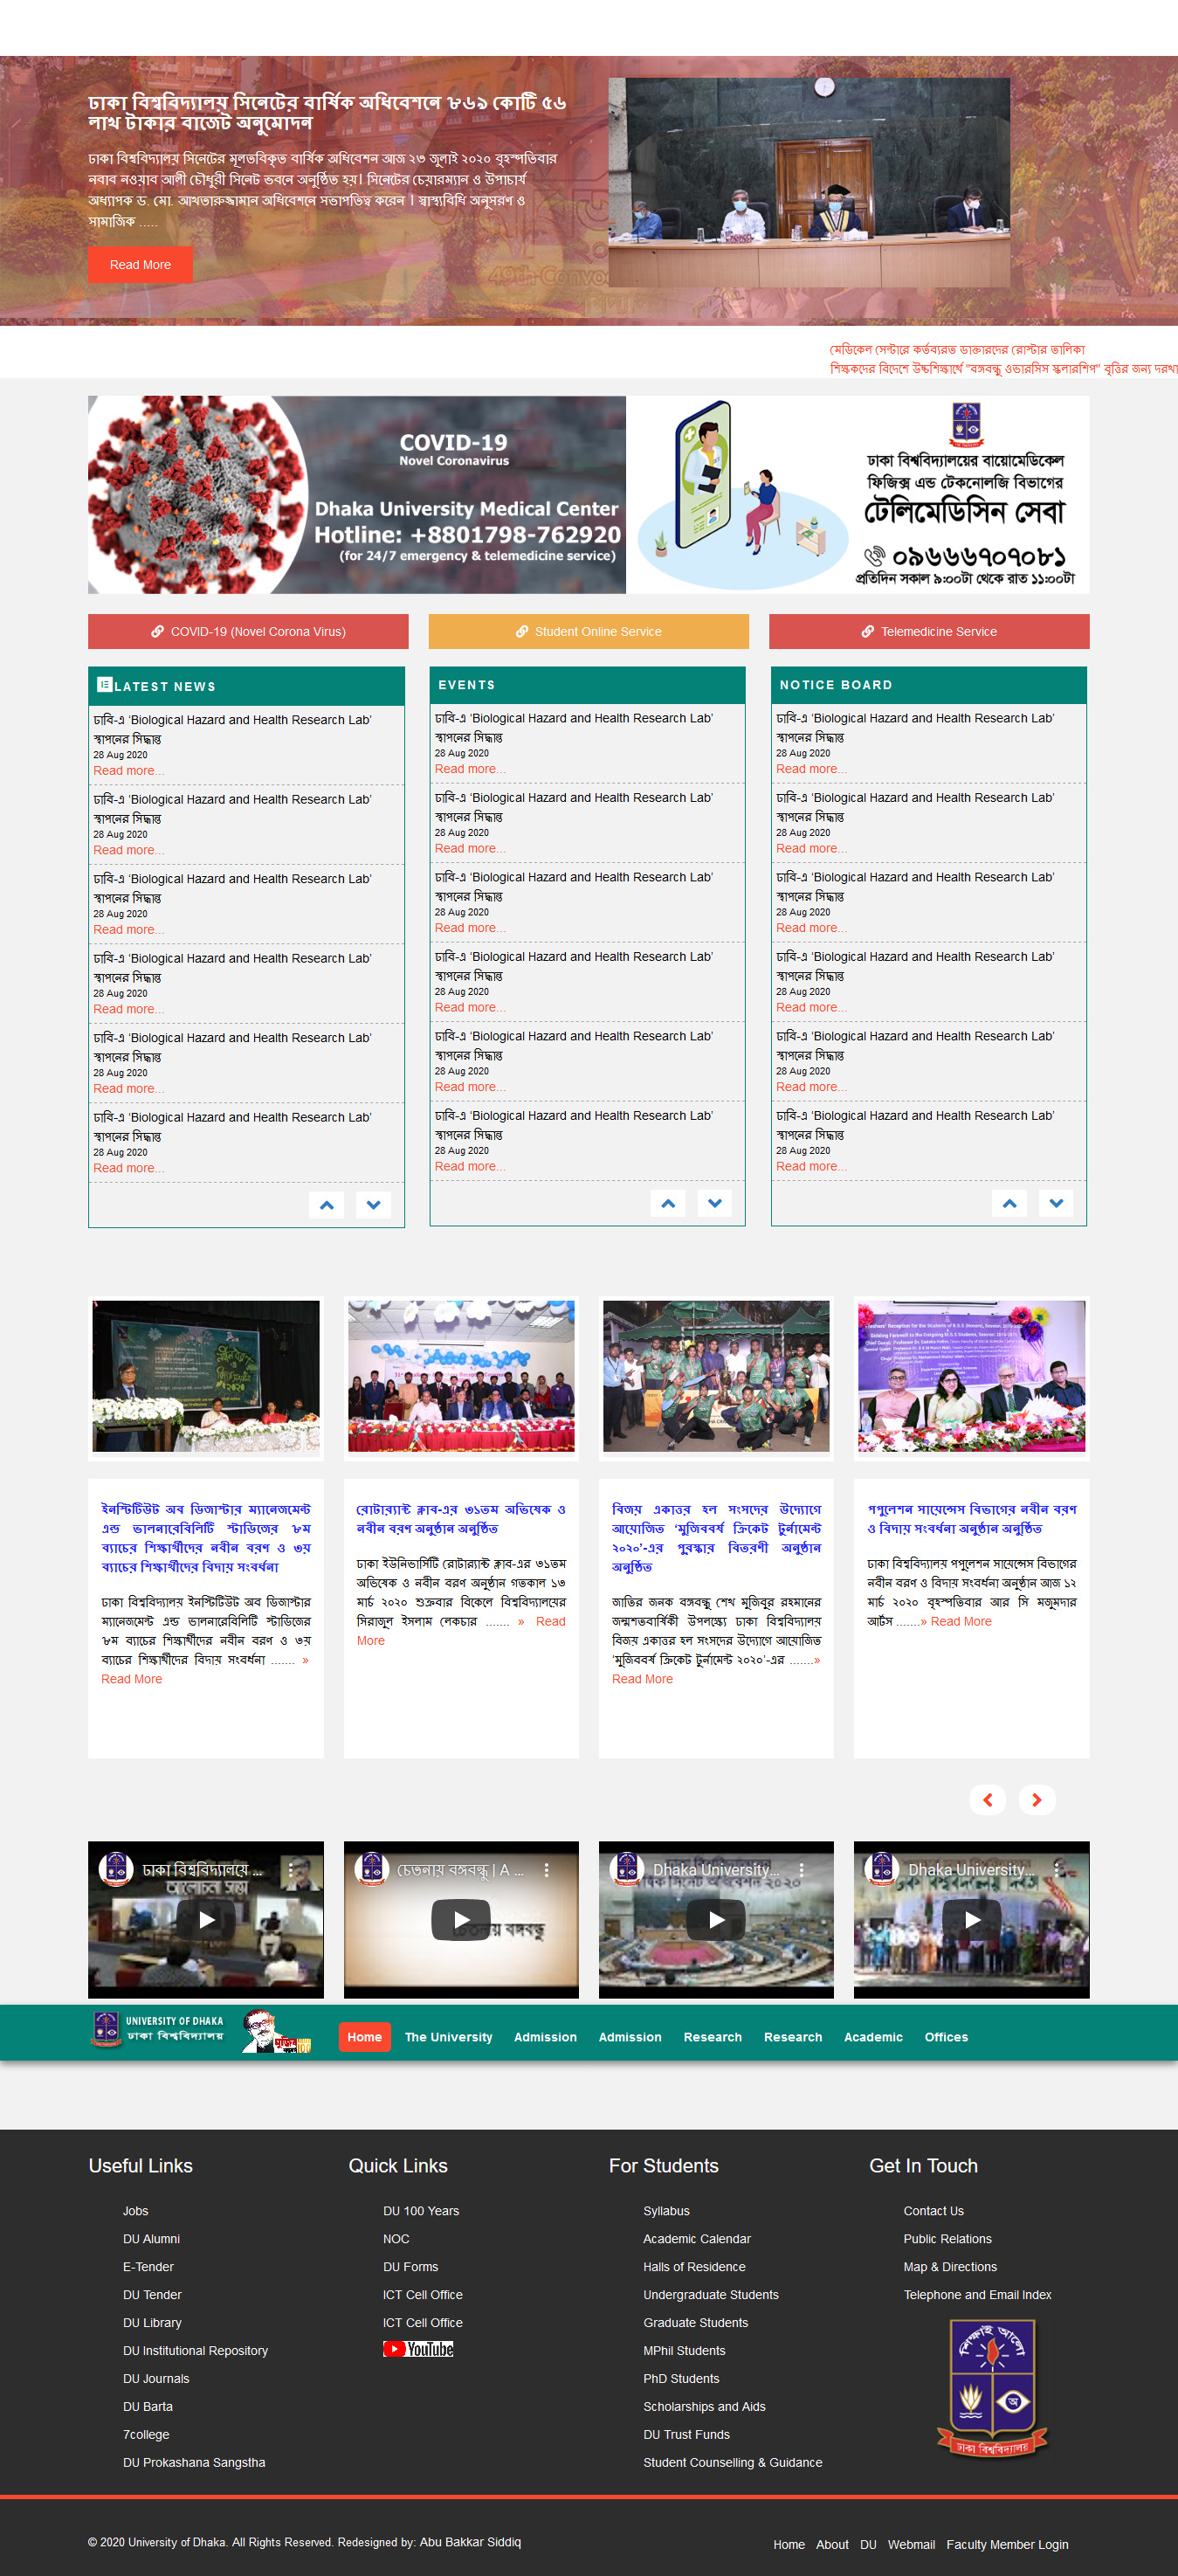 ঢাকা বিশ্ববিদ্যালয় সিনেটের বার্ষিক অধিবেশনে ৮৬৯ কোটি ৫৬
লাখ টাকার বাজেট অনুমোদন
ঢাকা বিশ্ববিদ্যালয় সিনেটের মূলতবিকৃত বার্ষিক অধিবেশন আজ ২৩ জুলাই ২০২০ বৃহস্পতিবার
নবাব নওয়াব আলী চৌধুরী সিনেট ভবনে অনুষ্ঠিত হয়। সিনেটের চেয়ারম্যান ও উপাচার্য
অধ্যাপক ড. মো. আখতারুজ্জামান অধিবেশনে সভাপতিত্ব করেন । স্বাস্থ্যবিধি অনুসরণ ও
সামাজিক .....
Read More
মেডিকেল সেন্টারে কর্তব্যরত ডাক্তারদের রোস্টার তালিকা
শিক্ষকদের বিদেশে উচ্চশিক্ষার্থে "বঙ্গবন্ধু ওভারসিস স্কলারশিপ" বৃত্তির জন্য দরখা
COVID-19
Novel Coronavirus
Dhaka University Medical Center
Hotline: +8801798-762920
(for 24/7 emergency & telemedicine service)
ঢাকা বিশ্ববিদ্যালয়ের বায়োমেডিকেল
ফিজিক্স এন্ড টেকনোলজি বিভাগের
টেলিমেডিসিন সেবা
০৯৬৬৬৭০৭০৮১
প্রতিদিন সকাল ৯:০০টা থেকে রাত ১১:০০টা
COVID-19 (Novel Corona Virus)
Student Online Service
Telemedicine Service
LATEST NEWS
ঢাবি-এ ‘Biological Hazard and Health Research Lab’
স্থাপনের সিদ্ধান্ত
28 Aug 2020
Read more...
ঢাবি-এ ‘Biological Hazard and Health Research Lab’
স্থাপনের সিদ্ধান্ত
28 Aug 2020
Read more...
ঢাবি-এ ‘Biological Hazard and Health Research Lab’
স্থাপনের সিদ্ধান্ত
28 Aug 2020
Read more...
ঢাবি-এ ‘Biological Hazard and Health Research Lab’
স্থাপনের সিদ্ধান্ত
28 Aug 2020
Read more...
ঢাবি-এ ‘Biological Hazard and Health Research Lab’
স্থাপনের সিদ্ধান্ত
28 Aug 2020
Read more...
ঢাবি-এ ‘Biological Hazard and Health Research Lab’
স্থাপনের সিদ্ধান্ত
28 Aug 2020
Read more...
EVENTS
ঢাবি-এ ‘Biological Hazard and Health Research Lab’
স্থাপনের সিদ্ধান্ত
28 Aug 2020
Read more...
ঢাবি-এ ‘Biological Hazard and Health Research Lab’
স্থাপনের সিদ্ধান্ত
28 Aug 2020
Read more...
ঢাবি-এ ‘Biological Hazard and Health Research Lab’
স্থাপনের সিদ্ধান্ত
28 Aug 2020
Read more...
ঢাবি-এ ‘Biological Hazard and Health Research Lab’
স্থাপনের সিদ্ধান্ত
28 Aug 2020
Read more...
ঢাবি-এ ‘Biological Hazard and Health Research Lab’
স্থাপনের সিদ্ধান্ত
28 Aug 2020
Read more...
ঢাবি-এ ‘Biological Hazard and Health Research Lab’
স্থাপনের সিদ্ধান্ত
28 Aug 2020
Read more...
NOTICE BOARD
ঢাবি-এ ‘Biological Hazard and Health Research Lab’
স্থাপনের সিদ্ধান্ত
28 Aug 2020
Read more...
ঢাবি-এ ‘Biological Hazard and Health Research Lab’
স্থাপনের সিদ্ধান্ত
28 Aug 2020
Read more...
ঢাবি-এ ‘Biological Hazard and Health Research Lab’
স্থাপনের সিদ্ধান্ত
28 Aug 2020
Read more...
ঢাবি-এ ‘Biological Hazard and Health Research Lab’
স্থাপনের সিদ্ধান্ত
28 Aug 2020
Read more...
ঢাবি-এ ‘Biological Hazard and Health Research Lab’
স্থাপনের সিদ্ধান্ত
28 Aug 2020
Read more...
ঢাবি-এ ‘Biological Hazard and Health Research Lab’
স্থাপনের সিদ্ধান্ত
28 Aug 2020
Read more...
ইনস্টিটিউট অব ডিজাস্টার ম্যানেজমেন্ট
এন্ড ভালনারেবিলিটি স্টাডিজের ৮ম
ব্যাচের শিক্ষার্থীদের নবীন বরণ ও ৩য়
ব্যাচের শিক্ষার্থীদের বিদায় সংবর্ধনা
ঢাকা বিশ্ববিদ্যালয় ইনস্টিটিউট অব ডিজাস্টার
ম্যানেজমেন্ট এন্ড ভালনারেবিলিটি স্টাডিজের
৮ম ব্যাচের শিক্ষার্থীদের নবীন বরণ ও ৩য়
ব্যাচের শিক্ষার্থীদের বিদায় সংবর্ধনা ....... »
Read More
রোটার‍্যাক্ট ক্লাব-এর ৩১তম অভিষেক ও
নবীন বরণ অনুষ্ঠান অনুষ্ঠিত
ঢাকা ইউনিভার্সিটি রোটার‍্যাক্ট ক্লাব-এর ৩১তম
অভিষেক ও নবীন বরণ অনুষ্ঠান গতকাল ১৩
মার্চ ২০২০ শুক্রবার বিকেলে বিশ্ববিদ্যালয়ের
সিরাজুল ইসলাম লেকচার ....... » Read
More
বিজয় একাত্তর হল সংসদের উদ্যোগে
আয়োজিত ‘মুজিববর্ষ ক্রিকেট টুর্নামেন্ট
২০২০’-এর পুরস্কার বিতরণী অনুষ্ঠান
অনুষ্ঠিত
জাতির জনক বঙ্গবন্ধু শেখ মুজিবুর রহমানের
জন্মশতবার্ষিকী উপলক্ষ্যে ঢাকা বিশ্ববিদ্যালয়
বিজয় একাত্তর হল সংসদের উদ্যোগে আয়োজিত
‘মুজিববর্ষ ক্রিকেট টুর্নামেন্ট ২০২০’-এর .......»
Read More
পপুলেশন সায়েন্সেস বিভাগের নবীন বরণ
ও বিদায় সংবর্ধনা অনুষ্ঠান অনুষ্ঠিত
ঢাকা বিশ্ববিদ্যালয় পপুলেশন সায়েন্সেস বিভাগের
নবীন বরণ ও বিদায় সংবর্ধনা অনুষ্ঠান আজ ১২
মার্চ ২০২০ বৃহস্পতিবার আর সি মজুমদার
আর্টস .......» Read More
ঢাকা বিশ্ববিদ্যালয়ে ...
আলোচনা সভা
চেতনায় বঙ্গবন্ধু | A ...
চেতনায় বঙ্গবন্ধু
Dhaka University...
সিনেট অধিবেশন ২০২০
Dhaka University...
UNIVERSITY OF DHAKA
ঢাকা বিশ্ববিদ্যালয়
Home
The University
Admission
Admission
Research
Research
Academic
Offices
Useful Links
Jobs
DU Alumni
E-Tender
DU Tender
DU Library
DU Institutional Repository
DU Journals
DU Barta
7college
DU Prokashana Sangstha
Quick Links
DU 100 Years
NOC
DU Forms
ICT Cell Office
ICT Cell Office
YouTube
For Students
Syllabus
Academic Calendar
Halls of Residence
Undergraduate Students
Graduate Students
MPhil Students
PhD Students
Scholarships and Aids
DU Trust Funds
Student Counselling & Guidance
Get In Touch
Contact Us
Public Relations
Map & Directions
Telephone and Email Index
শিক্ষাই আলো
অ
ঢাকা বিশ্ববিদ্যালয়
© 2020 University of Dhaka. All Rights Reserved. Redesigned by: Abu Bakkar Siddiq
Home About DU Webmail Faculty Member Login